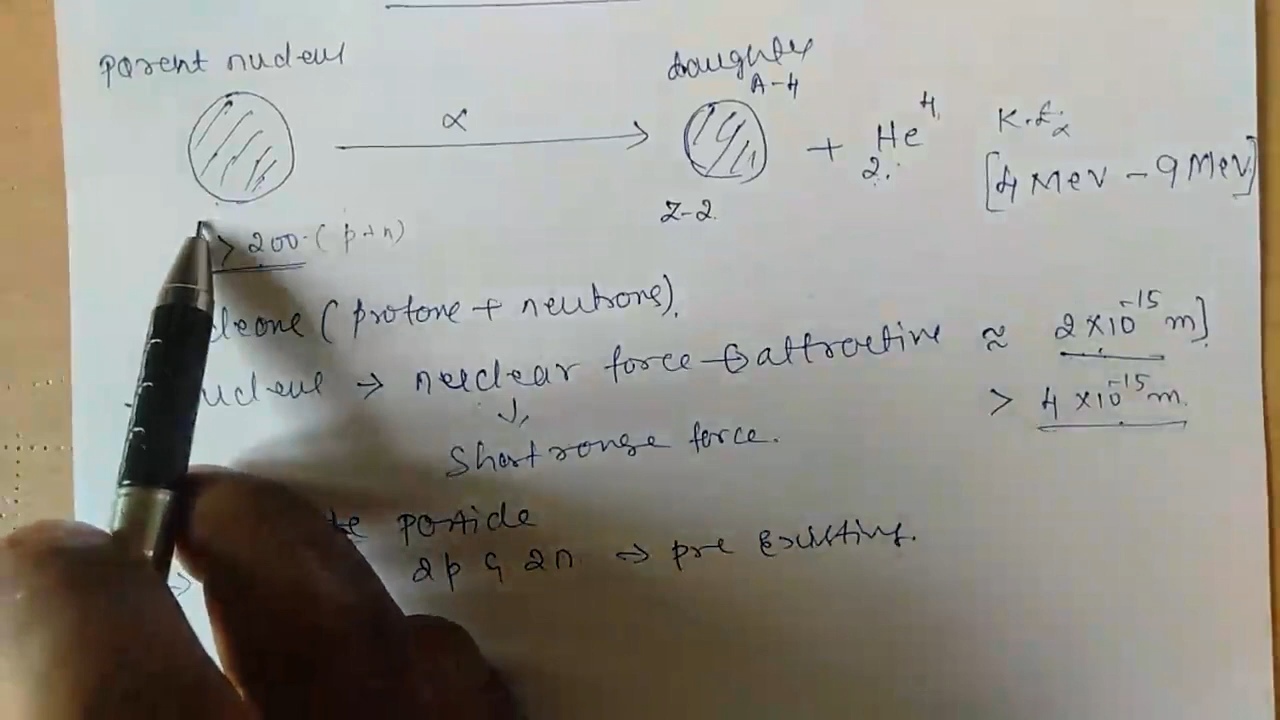 parent nucleus
daughter
A-4
α
+ He 4
2
K.E.α
[4 MeV - 9 MeV]
Z-2
> 200 (p+n)
(protons + neutrons).
→ nuclear force → attractive ≈ 2×10⁻¹⁵ m]
↓
> 4×10⁻¹⁵ m
Short range force.
particle
2p & 2n → pre existing.